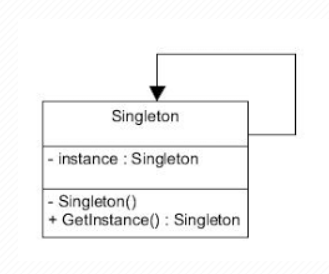 Singleton
- instance : Singleton
- Singleton()
+ GetInstance() : Singleton